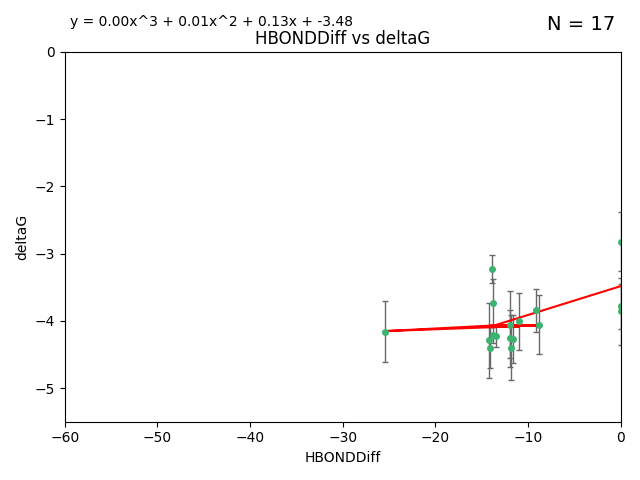 y = 0.00x^3 + 0.01x^2 + 0.13x + -3.48
N = 17
HBONDDiff vs deltaG
0
−1
−2
−3
−4
−5
deltaG
−60 −50 −40 −30 −20 −10 0
HBONDDiff